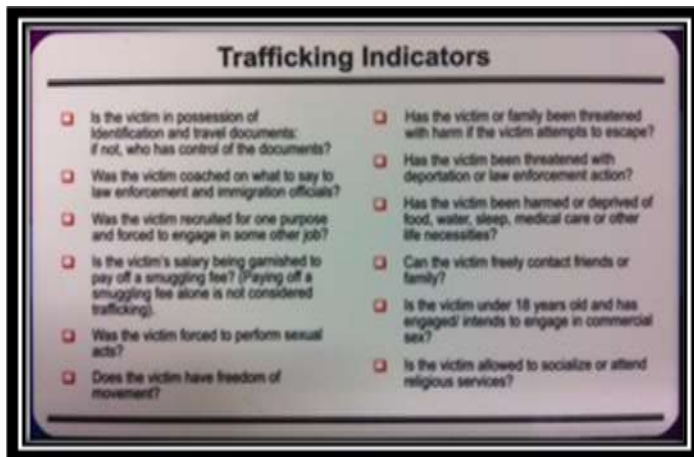 Trafficking Indicators
Is the victim in possession of
Identification and travel documents:
if not, who has control of the documents?
Was the victim coached on what to say to
law enforcement and immigration officials?
Was the victim recruited for one purpose
and forced to engage in some other job?
Is the victim's salary being garnished to
pay off a smuggling fee? (Paying off a
smuggling fee alone is not considered
trafficking).
Was the victim forced to perform sexual
acts?
Does the victim have freedom of
movement?
Has the victim or family been threatened
with harm if the victim attempts to escape?
Has the victim been threatened with
deportation or law enforcement action?
Has the victim been harmed or deprived of
food, water, sleep, medical care or other
life necessities?
Can the victim freely contact friends or
family?
Is the victim under 18 years old and has
engaged/ intends to engage in commercial
sex?
Is the victim allowed to socialize or attend
religious services?